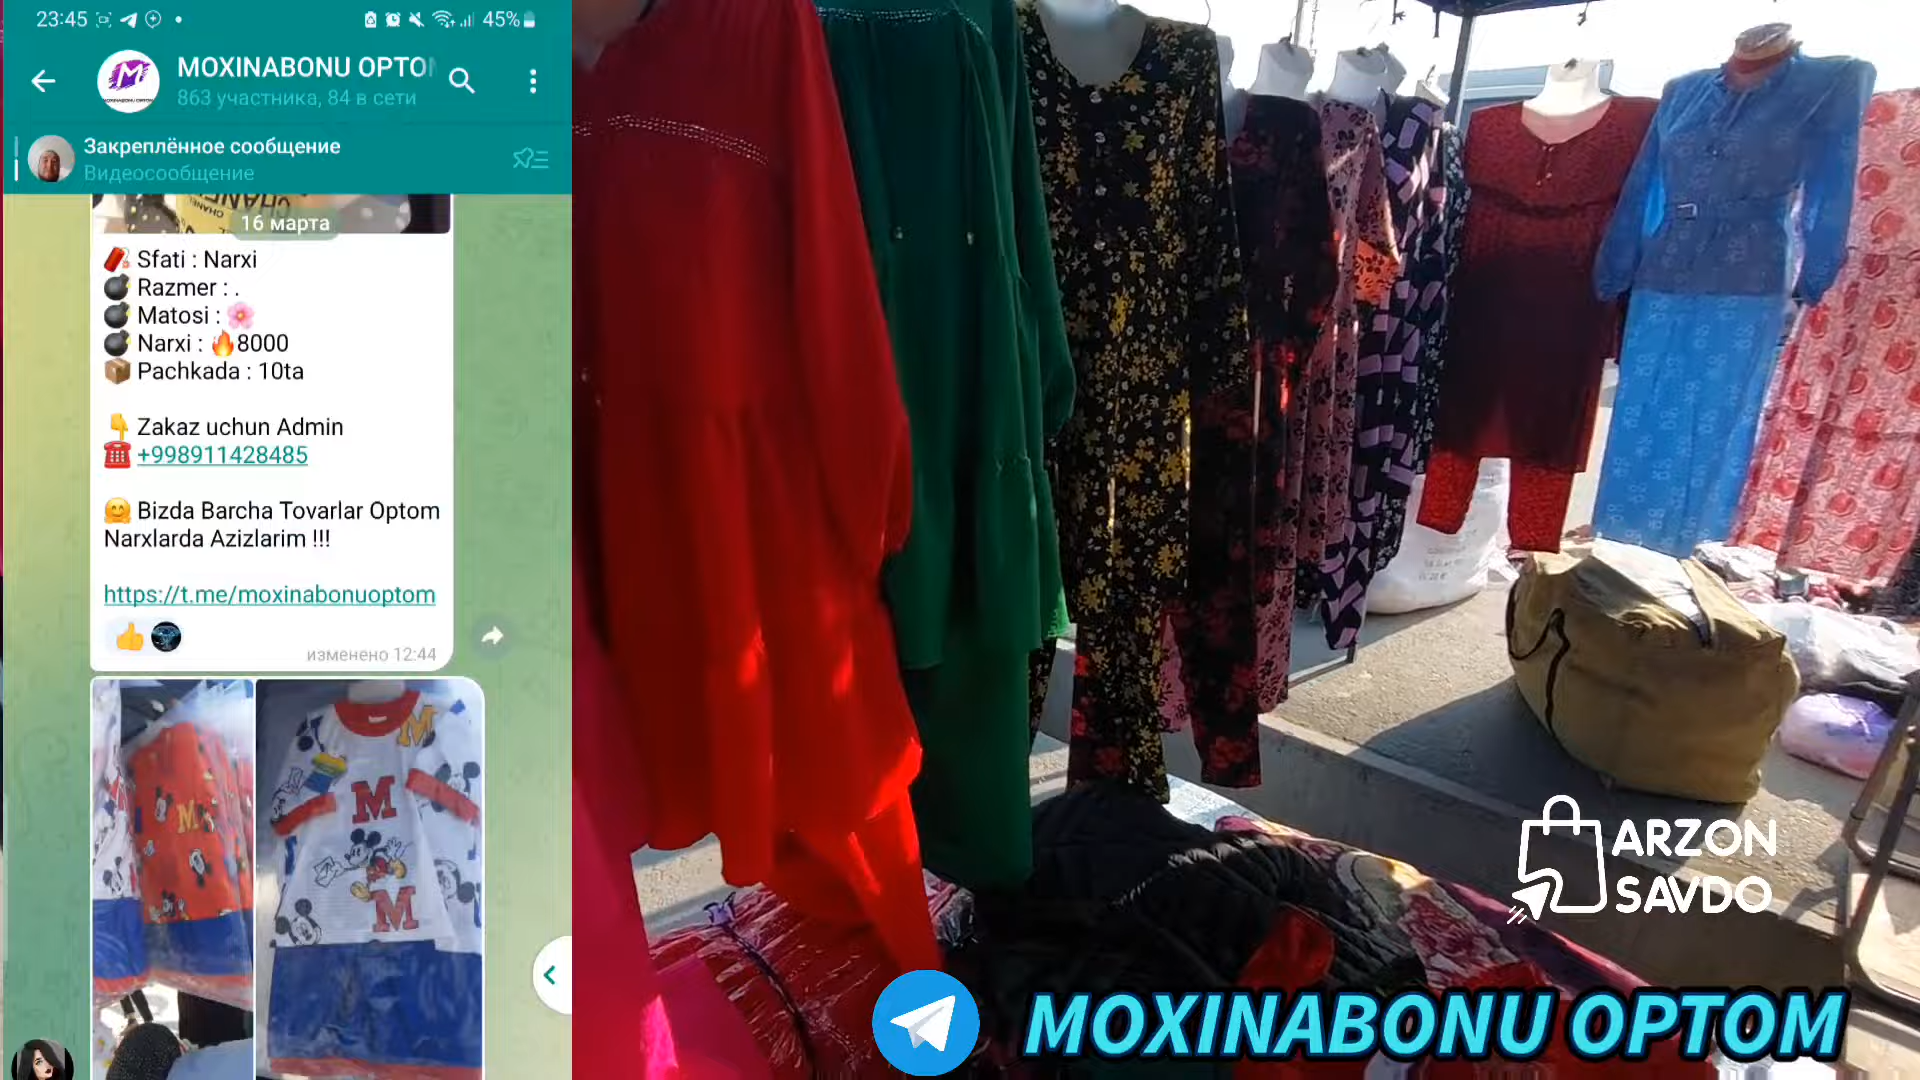 23:45
45%
MOXINABONU OPTO
863 участника, 84 в сети
Закреплённое сообщение
Видеосообщение
CHANEL
16 марта
Sfati : Narxi
Razmer : .
Matosi :
Narxi : 8000
Pachkada : 10ta
Zakaz uchun Admin
+998911428485
Bizda Barcha Tovarlar Optom
Narxlarda Azizlarim !!!
https://t.me/moxinabonuoptom
изменено 12:44
M
M
M
M
ARZON
SAVDO
MOXINABONU OPTOM